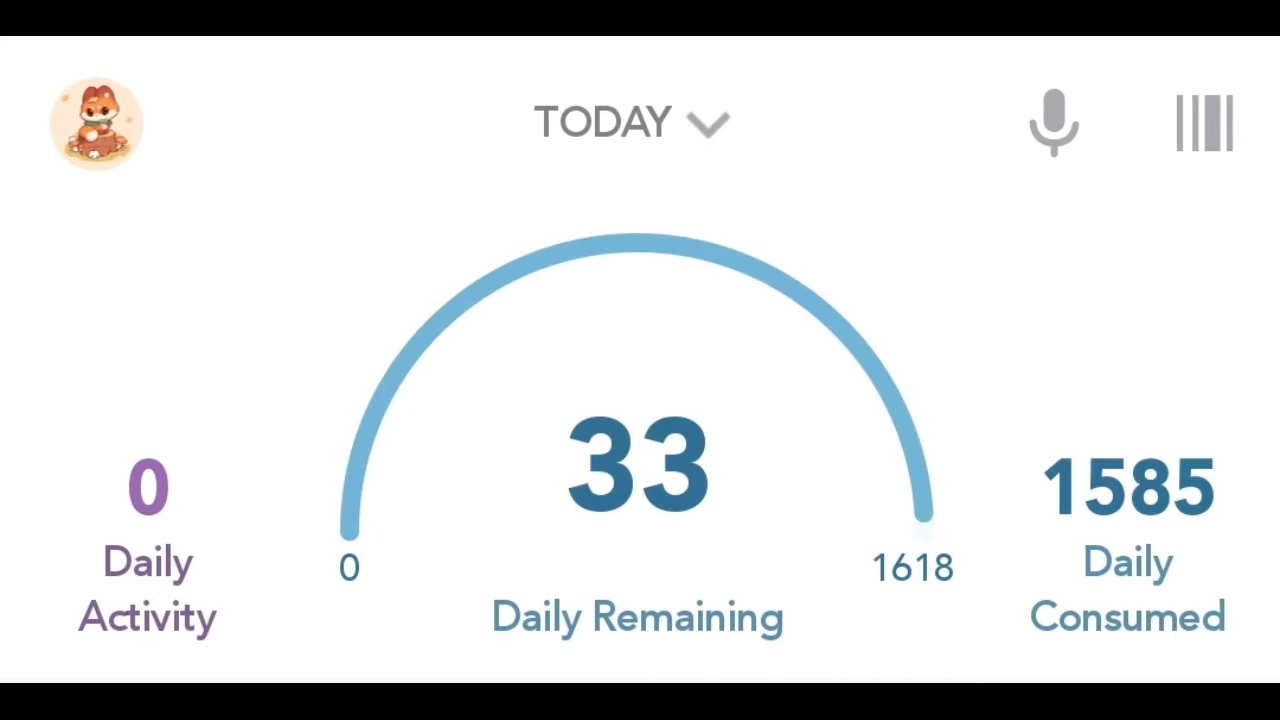 TODAY
33
0
1585
Daily
Activity
0
1618
Daily
Consumed
Daily Remaining